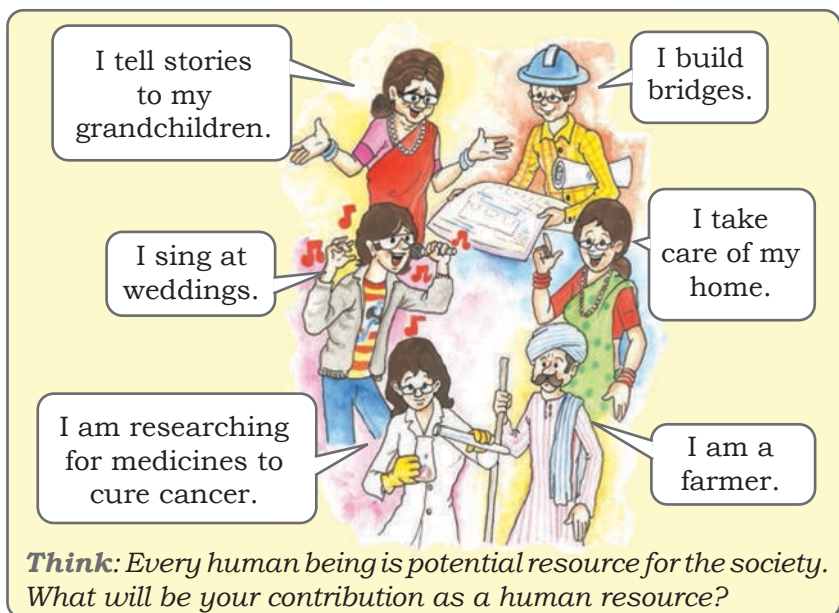 I tell stories
to my
grandchildren.
I build
bridges.
I sing at
weddings.
I take
care of my
home.
I am researching
for medicines to
cure cancer.
I am a
farmer.
Think: Every human being is potential resource for the society.
What will be your contribution as a human resource?